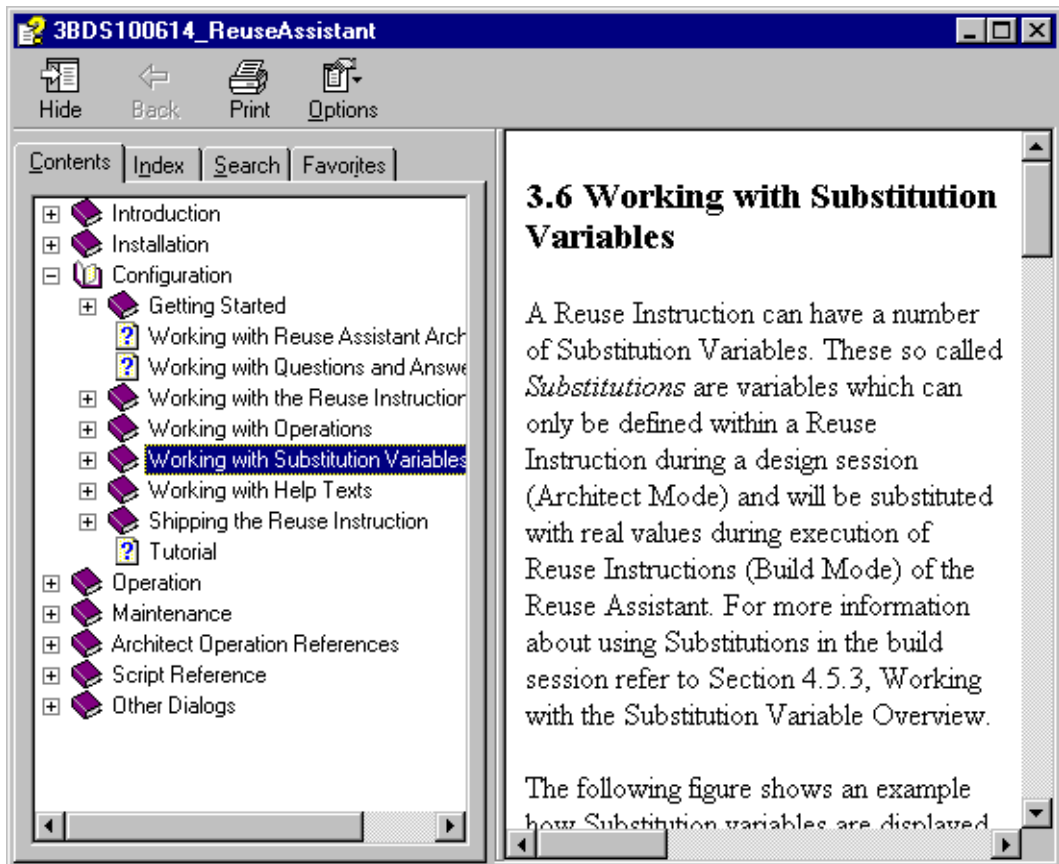 3BDS100614_ReuseAssistant
Hide Back Print Options
Contents Index Search Favorites
Introduction
Installation
Configuration
Getting Started
Working with Reuse Assistant Arch
Working with Questions and Answe
Working with the Reuse Instruction
Working with Operations
Working with Substitution Variables
Working with Help Texts
Shipping the Reuse Instruction
Tutorial
Operation
Maintenance
Architect Operation References
Script Reference
Other Dialogs
3.6 Working with Substitution
Variables
A Reuse Instruction can have a number
of Substitution Variables. These so called
Substitutions are variables which can
only be defined within a Reuse
Instruction during a design session
(Architect Mode) and will be substituted
with real values during execution of
Reuse Instructions (Build Mode) of the
Reuse Assistant. For more information
about using Substitutions in the build
session refer to Section 4.5.3, Working
with the Substitution Variable Overview.
The following figure shows an example
how Substitution variables are displayed